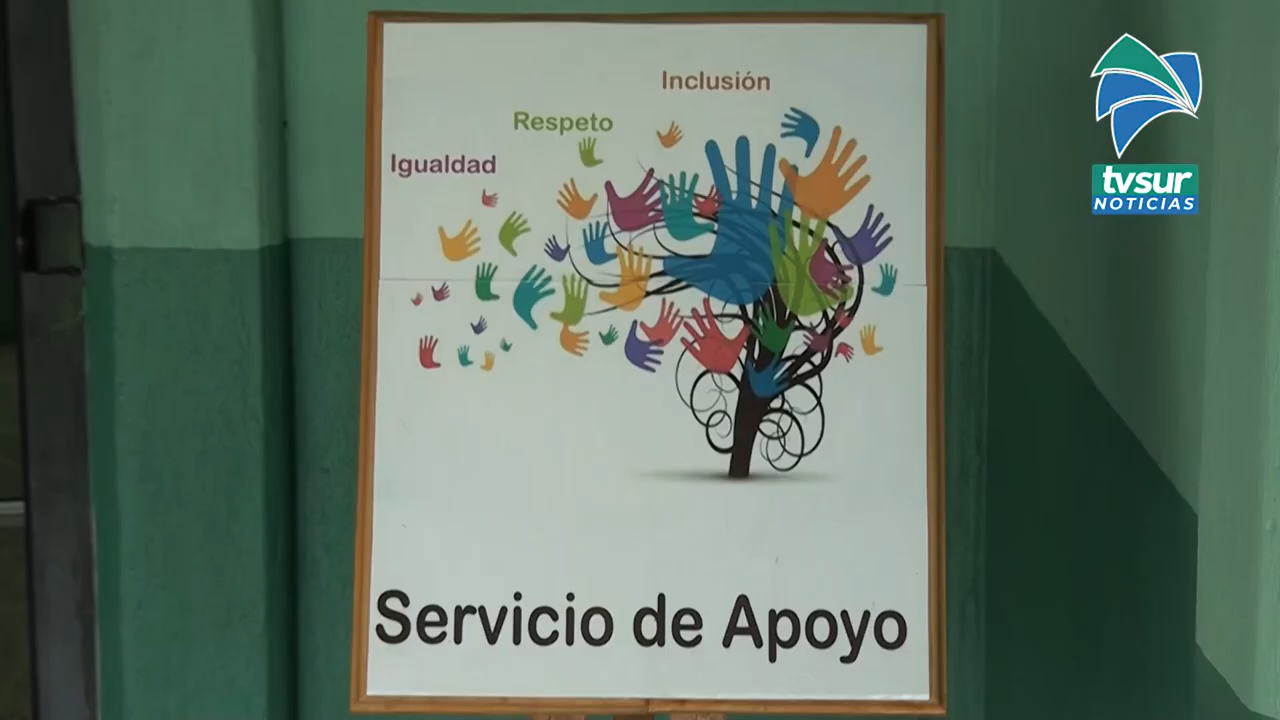 Inclusión
Respeto
Igualdad
Servicio de Apoyo
tvsur
NOTICIAS